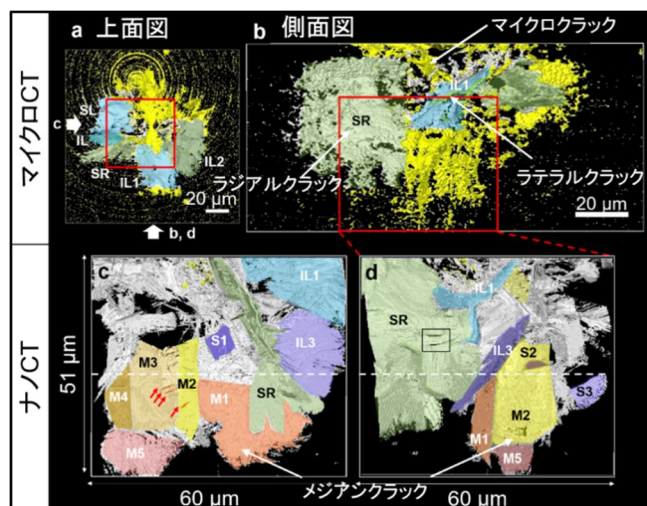 a 上面図
b 側面図
マイクロクラック
マイクロCT
SL
c
IL
SR
IL1
IL2
20 µm
b, d
IL1
SR
ラジアルクラック
ラテラルクラック
20 µm
ナノCT
51 µm
c
IL1
S1
IL3
M3
M2
M4
M1
SR
M5
60 µm
メジアンクラック
d
IL1
SR
IL3
S2
S3
M2
M1
M5
60 µm